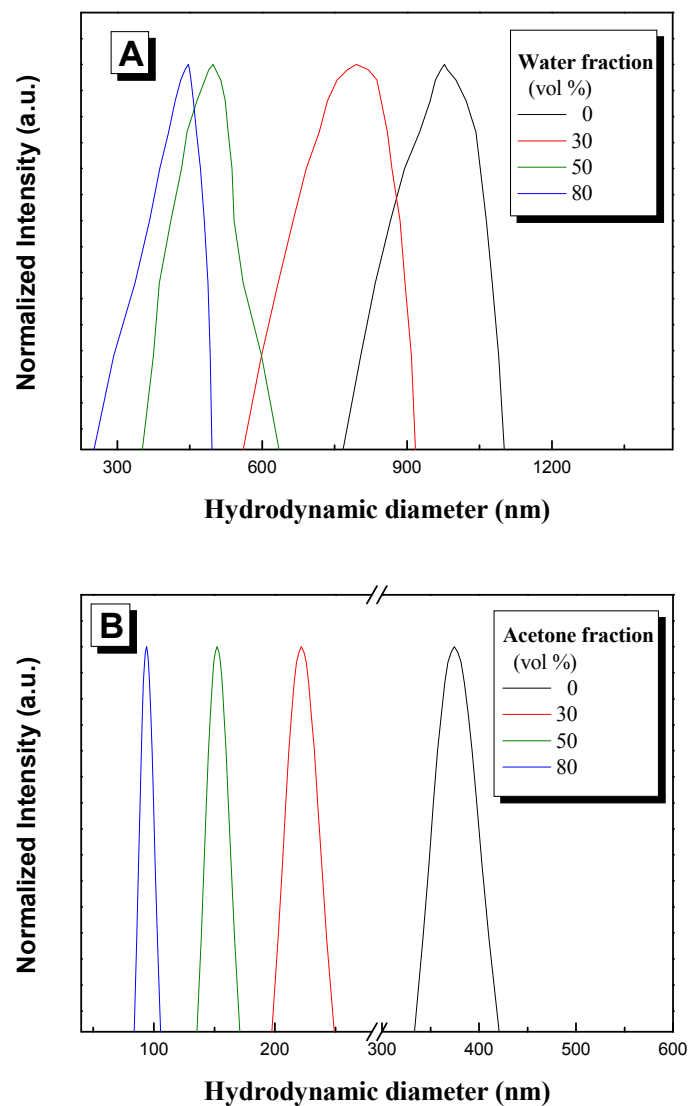 A
Water fraction
(vol %)
0
30
50
80
Normalized Intensity (a.u.)
300 600 900 1200
Hydrodynamic diameter (nm)
B
Acetone fraction
(vol %)
0
30
50
80
Normalized Intensity (a.u.)
100 200 300 400 500 600
Hydrodynamic diameter (nm)